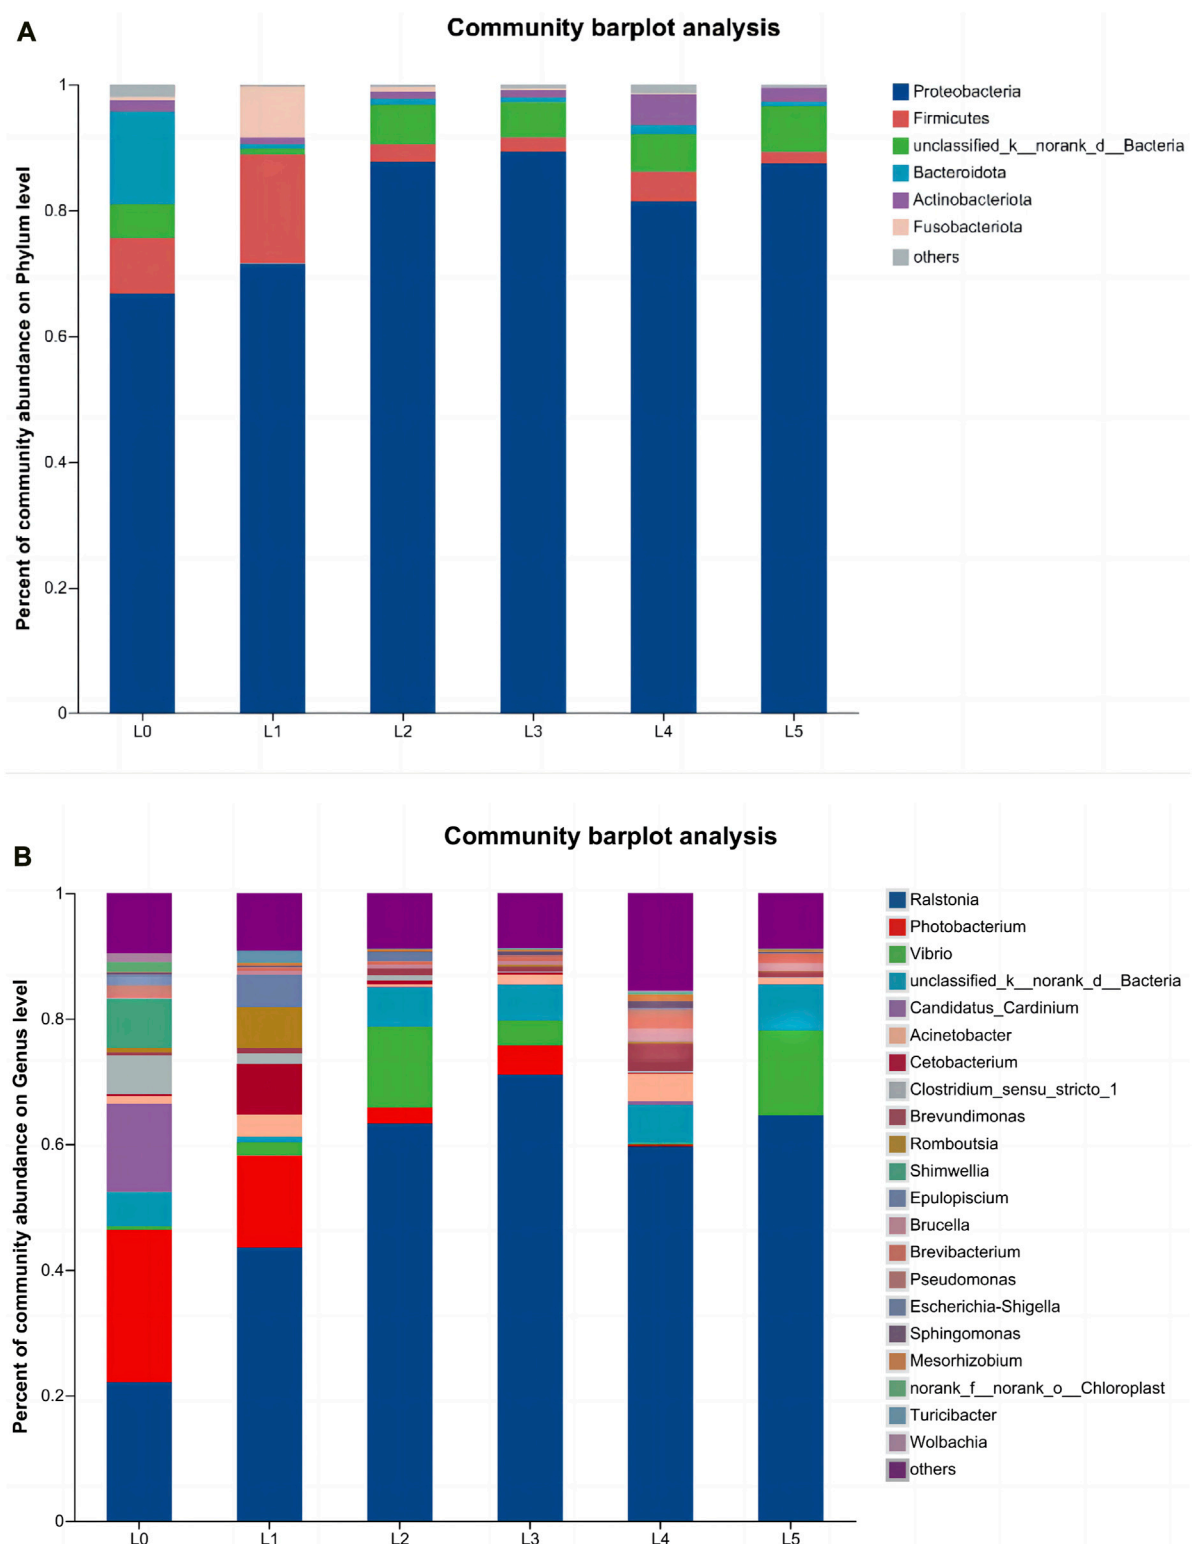 A
Community barplot analysis
Percent of community abundance on Phylum level
1
0.8
0.6
0.4
0.2
0
L0
L1
L2
L3
L4
L5
Proteobacteria
Firmicutes
unclassified_k__norank_d__Bacteria
Bacteroidota
Actinobacteriota
Fusobacteriota
others
B
Community barplot analysis
Percent of community abundance on Genus level
1
0.8
0.6
0.4
0.2
0
L0
L1
L2
L3
L4
L5
Ralstonia
Photobacterium
Vibrio
unclassified_k__norank_d__Bacteria
Candidatus_Cardinium
Acinetobacter
Cetobacterium
Clostridium_sensu_stricto_1
Brevundimonas
Romboutsia
Shimwellia
Epulopiscium
Brucella
Brevibacterium
Pseudomonas
Escherichia-Shigella
Sphingomonas
Mesorhizobium
norank_f__norank_o__Chloroplast
Turicibacter
Wolbachia
others